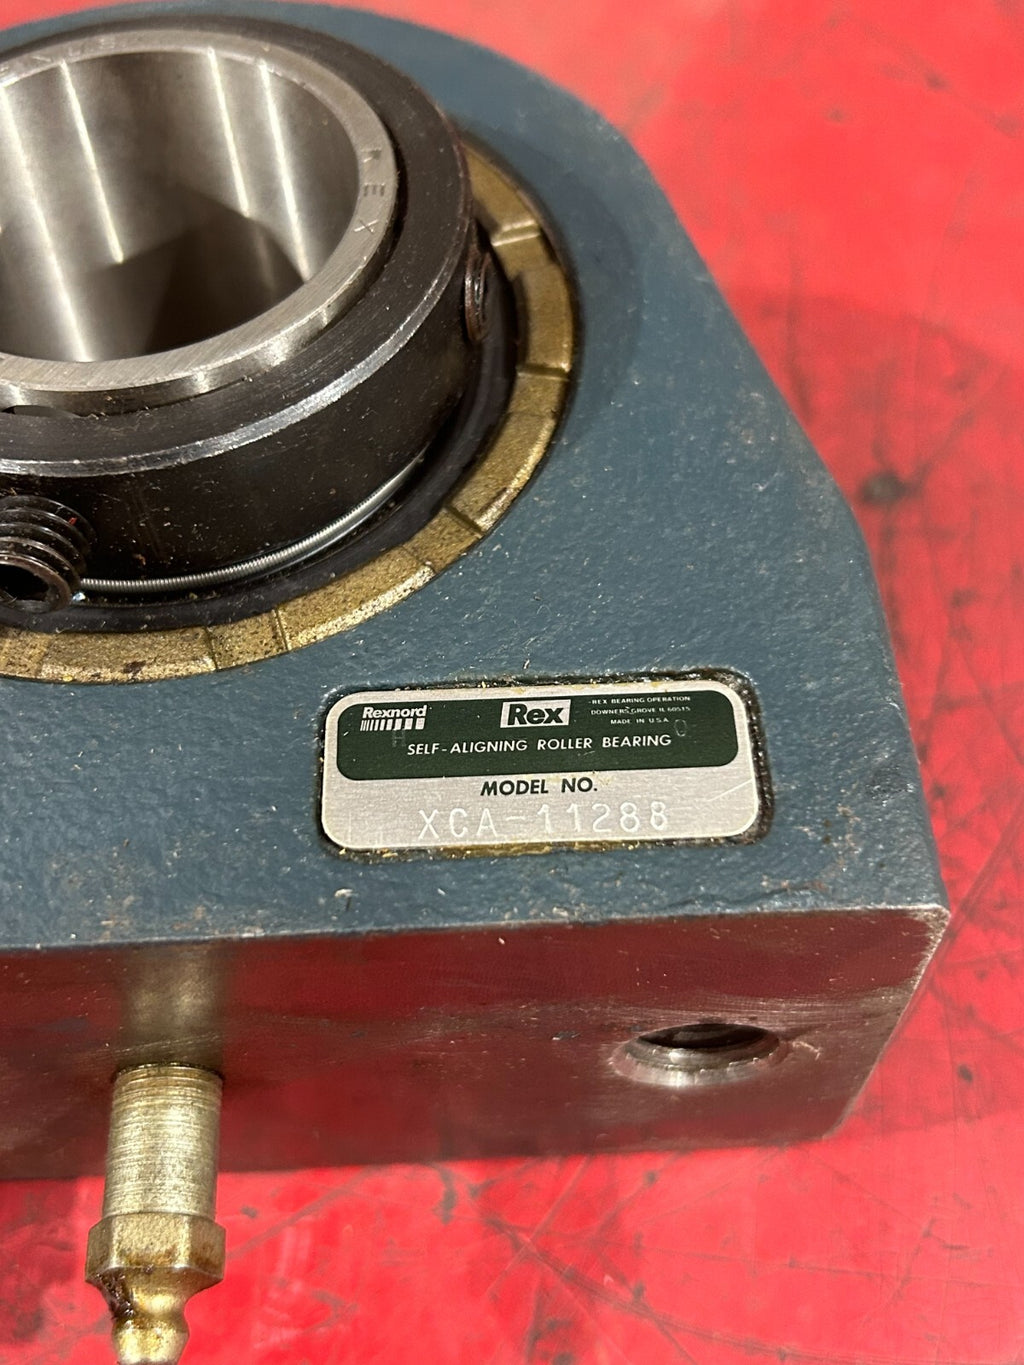 REX
Rexnord
Rex
REX BEARING OPERATION
DOWNERS GROVE IL 60515
MADE IN U.S.A.
H
O
SELF-ALIGNING ROLLER BEARING
MODEL NO.
XCA-11288